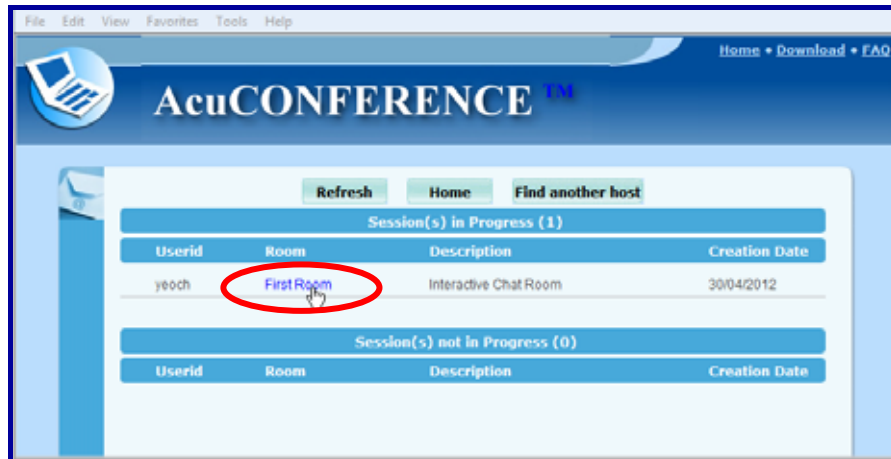 File Edit View Favorites Tools Help
Home • Download • FAQ
AcuCONFERENCE ™
Refresh Home Find another host
Session(s) in Progress (1)
Userid Room Description Creation Date
yeoch First Room Interactive Chat Room 30/04/2012
Session(s) not in Progress (0)
Userid Room Description Creation Date